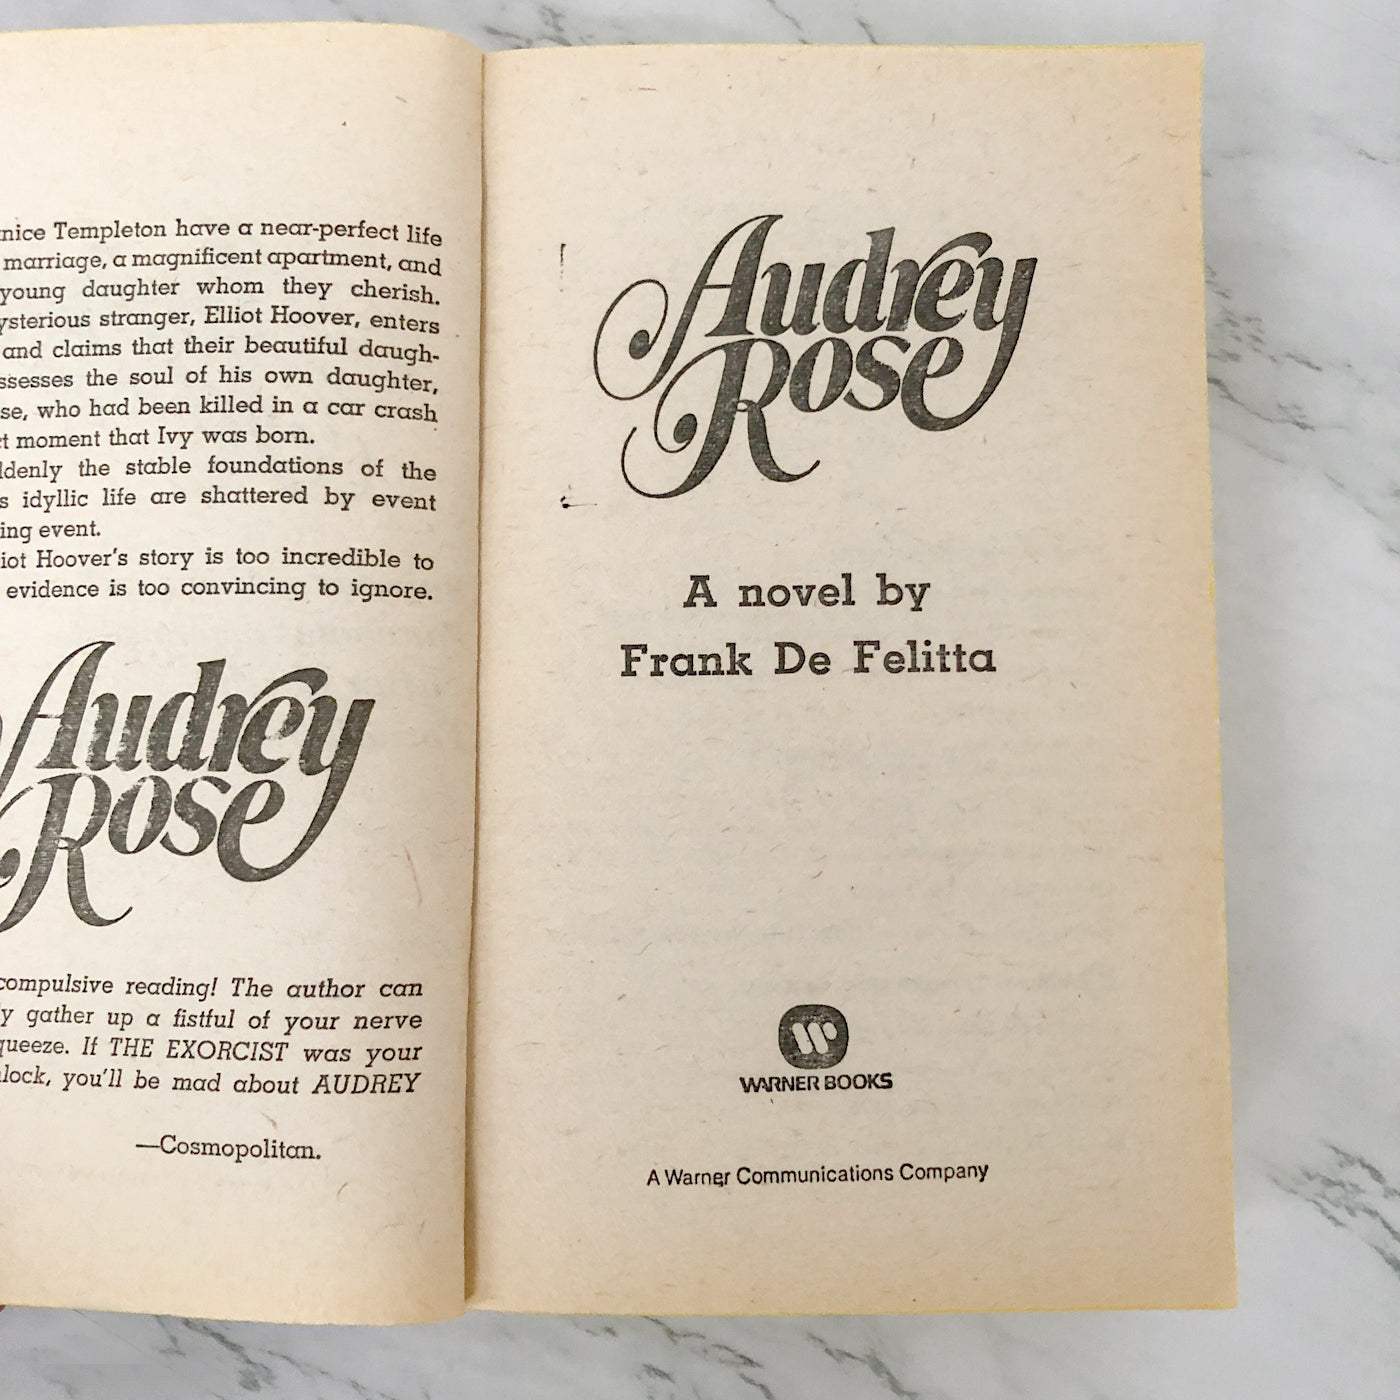 nice Templeton have a near-perfect life
marriage, a magnificent apartment, and
young daughter whom they cherish.
ysterious stranger, Elliot Hoover, enters
and claims that their beautiful daugh-
ssesses the soul of his own daughter,
se, who had been killed in a car crash
ct moment that Ivy was born.
ddenly the stable foundations of the
s idyllic life are shattered by event
ing event.
iot Hoover's story is too incredible to
evidence is too convincing to ignore.
Audrey
Rose
compulsive reading! The author can
y gather up a fistful of your nerve
queeze. If THE EXORCIST was your
lock, you'll be mad about AUDREY
—Cosmopolitan.
Audrey
Rose
A novel by
Frank De Felitta
W
WARNER BOOKS
A Warner Communications Company